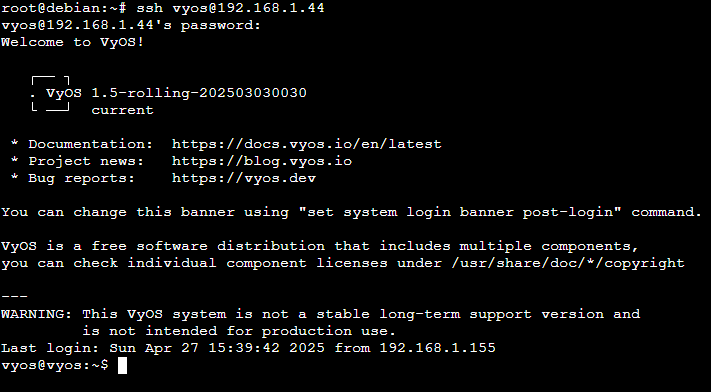 root@debian:~# ssh vyos@192.168.1.44
vyos@192.168.1.44's password:
Welcome to VyOS!
. VyOS 1.5-rolling-202503030030
current
* Documentation:  https://docs.vyos.io/en/latest
* Project news:   https://blog.vyos.io
* Bug reports:    https://vyos.dev
You can change this banner using "set system login banner post-login" command.
VyOS is a free software distribution that includes multiple components,
you can check individual component licenses under /usr/share/doc/*/copyright
---
WARNING: This VyOS system is not a stable long-term support version and
is not intended for production use.
Last login: Sun Apr 27 15:39:42 2025 from 192.168.1.155
vyos@vyos:~$